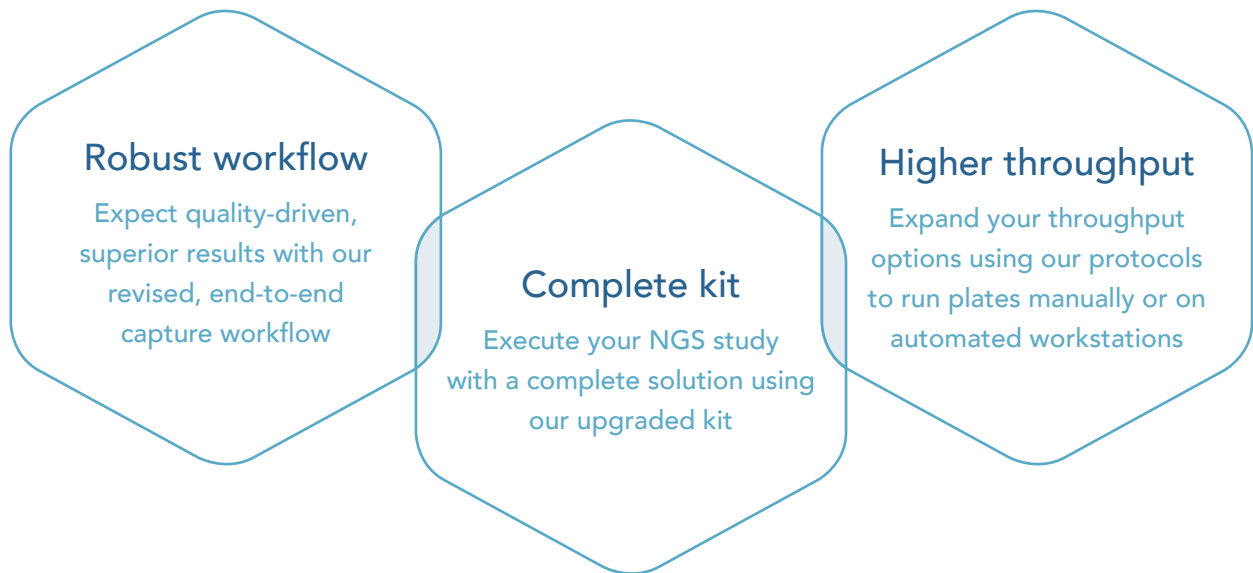 Robust workflow
Expect quality-driven,
superior results with our
revised, end-to-end
capture workflow
Complete kit
Execute your NGS study
with a complete solution using
our upgraded kit
Higher throughput
Expand your throughput
options using our protocols
to run plates manually or on
automated workstations